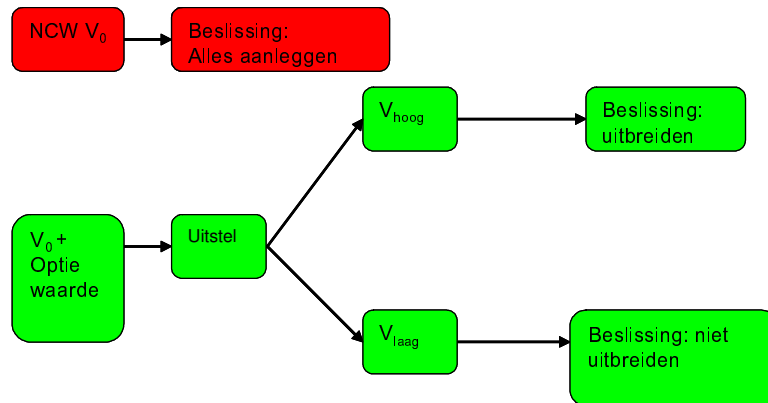 NCW V0
Beslissing:
Alles aanleggen
Vhoog
Beslissing:
uitbreiden
V0 +
Optie
waarde
Uitstel
Vlaag
Beslissing: niet
uitbreiden